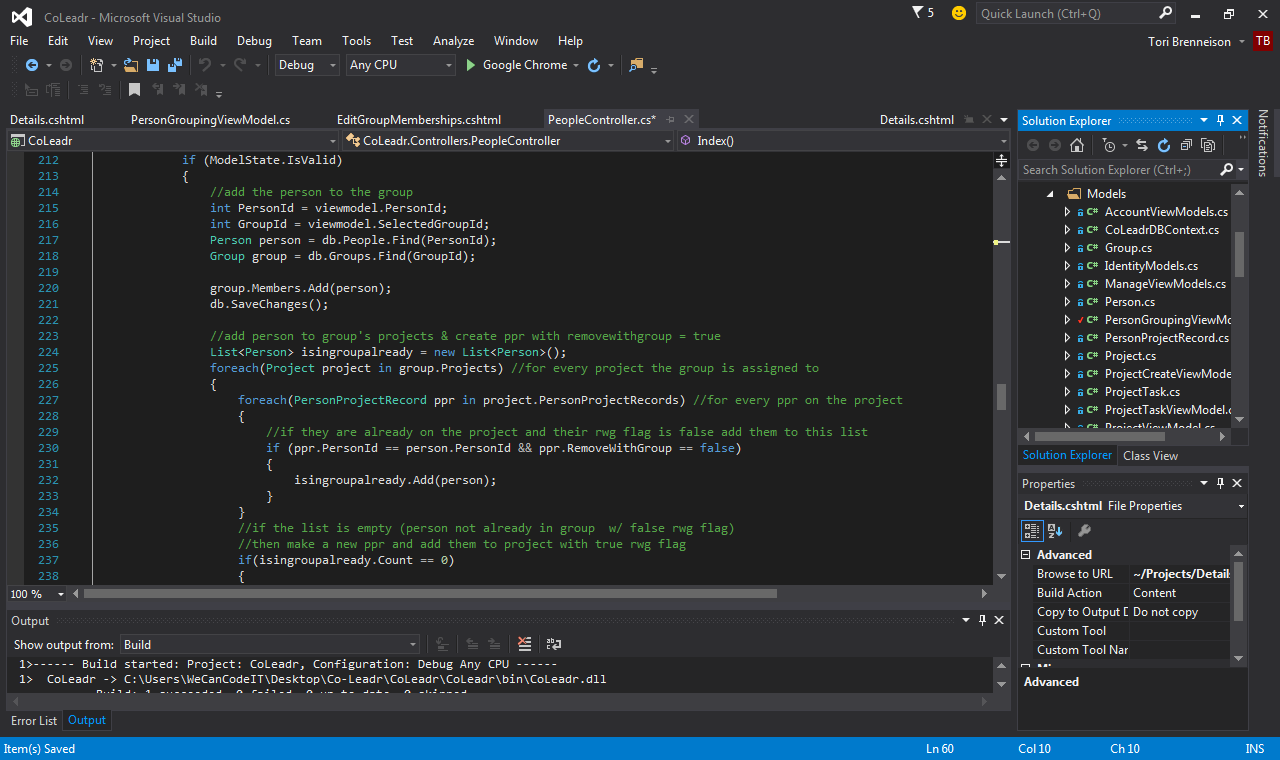 CoLeadr - Microsoft Visual Studio
5
Quick Launch (Ctrl+Q)
File Edit View Project Build Debug Team Tools Test Analyze Window Help
Tori Brenneison TB
Debug Any CPU Google Chrome
Details.cshtml PersonGroupingViewModel.cs EditGroupMemberships.cshtml PeopleController.cs* Details.cshtml
CoLeadr CoLeadr.Controllers.PeopleController Index()
212 if (ModelState.IsValid)
213 {
214 //add the person to the group
215 int PersonId = viewmodel.PersonId;
216 int GroupId = viewmodel.SelectedGroupId;
217 Person person = db.People.Find(PersonId);
218 Group group = db.Groups.Find(GroupId);
219
220 group.Members.Add(person);
221 db.SaveChanges();
222
223 //add person to group's projects & create ppr with removewithgroup = true
224 List<Person> isingroupalready = new List<Person>();
225 foreach(Project project in group.Projects) //for every project the group is assigned to
226 {
227 foreach(PersonProjectRecord ppr in project.PersonProjectRecords) //for every ppr on the project
228 {
229 //if they are already on the project and their rwg flag is false add them to this list
230 if (ppr.PersonId == person.PersonId && ppr.RemoveWithGroup == false)
231 {
232 isingroupalready.Add(person);
233 }
234 }
235 //if the list is empty (person not already in group  w/ false rwg flag)
236 //then make a new ppr and add them to project with true rwg flag
237 if(isingroupalready.Count == 0)
238 {
100 %
Output
Show output from: Build
1>------ Build started: Project: CoLeadr, Configuration: Debug Any CPU ------
1>  CoLeadr -> C:\Users\WeCanCodeIT\Desktop\Co-Leadr\CoLeadr\CoLeadr\bin\CoLeadr.dll
========== Build: 1 succeeded, 0 failed, 0 up-to-date, 0 skipped
Error List Output
Item(s) Saved Ln 60 Col 10 Ch 10 INS
Solution Explorer
Search Solution Explorer (Ctrl+;)
Models
C# AccountViewModels.cs
C# CoLeadrDBContext.cs
C# Group.cs
C# IdentityModels.cs
C# ManageViewModels.cs
C# Person.cs
C# PersonGroupingViewMo
C# PersonProjectRecord.cs
C# Project.cs
C# ProjectCreateViewMode
C# ProjectTask.cs
C# ProjectTaskViewModel.c
C# ProjectViewModel.cs
Solution Explorer Class View
Properties
Details.cshtml File Properties
Advanced
Browse to URL ~/Projects/Details
Build Action Content
Copy to Output D Do not copy
Custom Tool
Custom Tool Nar
Advanced
Notifications